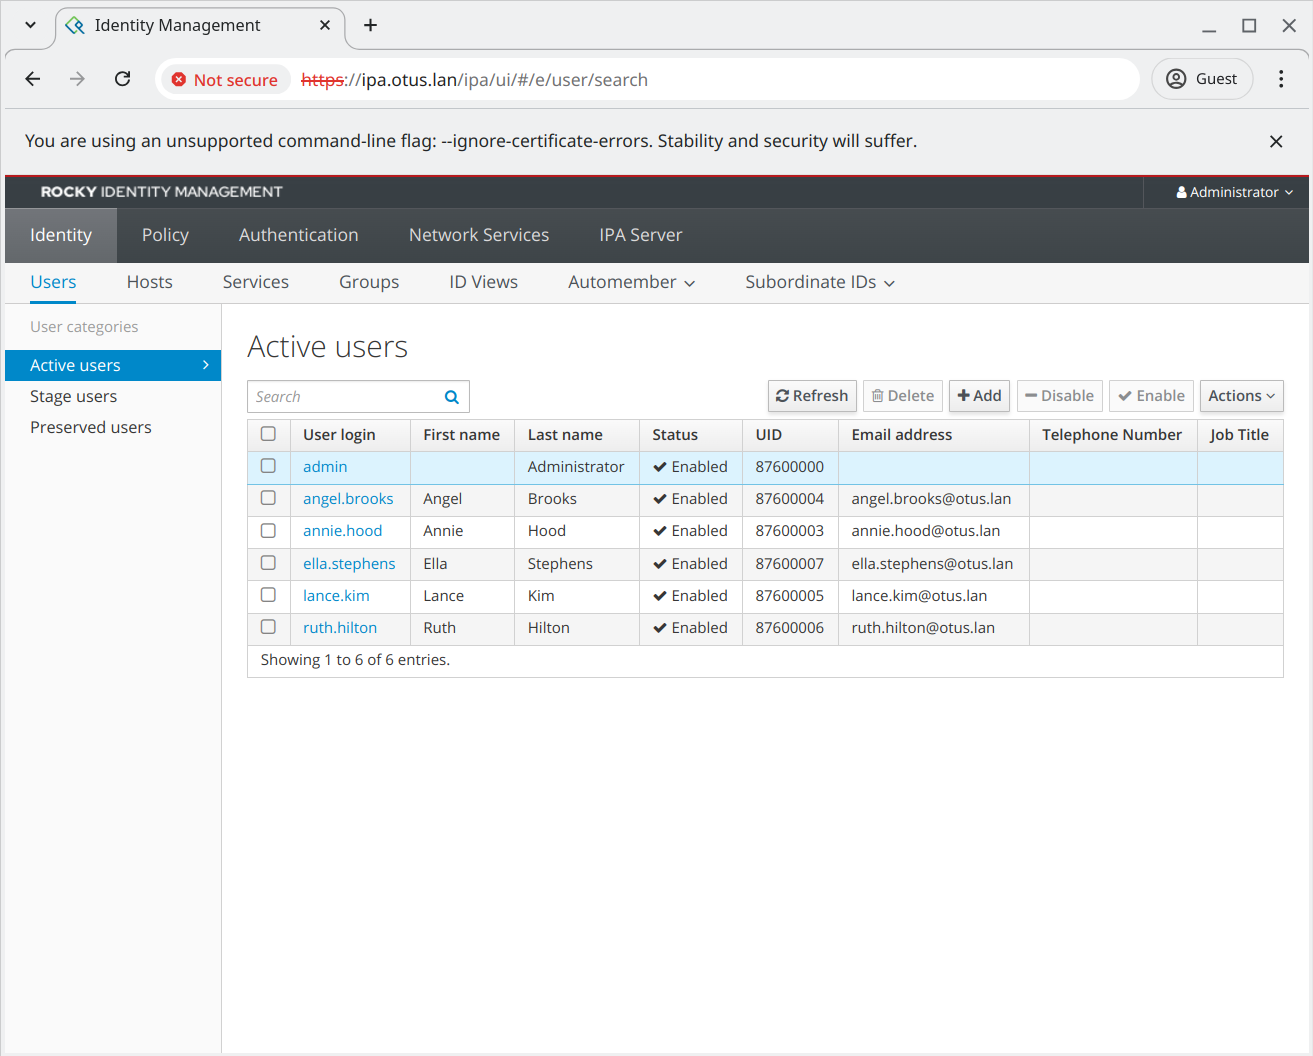 Identity Management
Not secure https://ipa.otus.lan/ipa/ui/#/e/user/search Guest
You are using an unsupported command-line flag: --ignore-certificate-errors. Stability and security will suffer.
ROCKY IDENTITY MANAGEMENT Administrator
Identity Policy Authentication Network Services IPA Server
Users Hosts Services Groups ID Views Automember Subordinate IDs
User categories
Active users
Stage users
Preserved users
Active users
Search Refresh Delete Add Disable Enable Actions
User login First name Last name Status UID Email address Telephone Number Job Title
admin Administrator Enabled 87600000
angel.brooks Angel Brooks Enabled 87600004 angel.brooks@otus.lan
annie.hood Annie Hood Enabled 87600003 annie.hood@otus.lan
ella.stephens Ella Stephens Enabled 87600007 ella.stephens@otus.lan
lance.kim Lance Kim Enabled 87600005 lance.kim@otus.lan
ruth.hilton Ruth Hilton Enabled 87600006 ruth.hilton@otus.lan
Showing 1 to 6 of 6 entries.